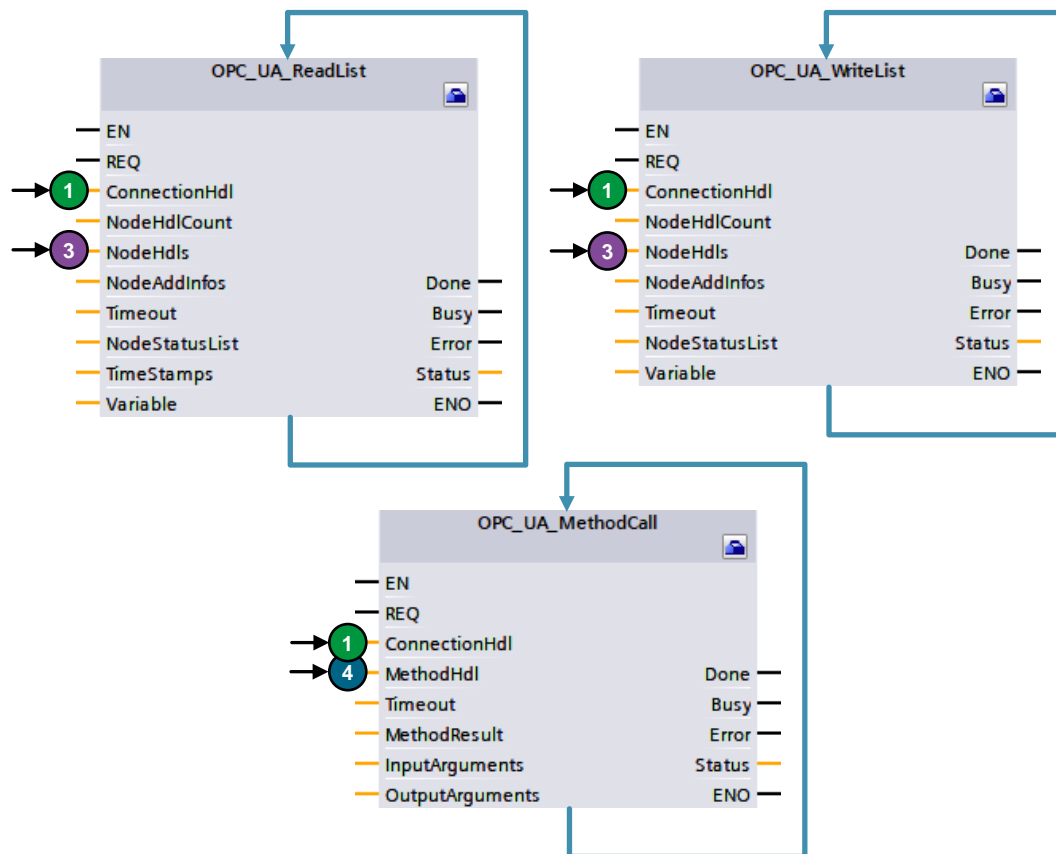 OPC_UA_ReadList
EN
REQ
1 ConnectionHdl
NodeHdlCount
3 NodeHdls
NodeAddInfos Done
Timeout Busy
NodeStatusList Error
TimeStamps Status
Variable ENO
OPC_UA_WriteList
EN
REQ
1 ConnectionHdl
NodeHdlCount
3 NodeHdls Done
NodeAddInfos Busy
Timeout Error
NodeStatusList Status
Variable ENO
OPC_UA_MethodCall
EN
REQ
1 ConnectionHdl
4 MethodHdl Done
Timeout Busy
MethodResult Error
InputArguments Status
OutputArguments ENO